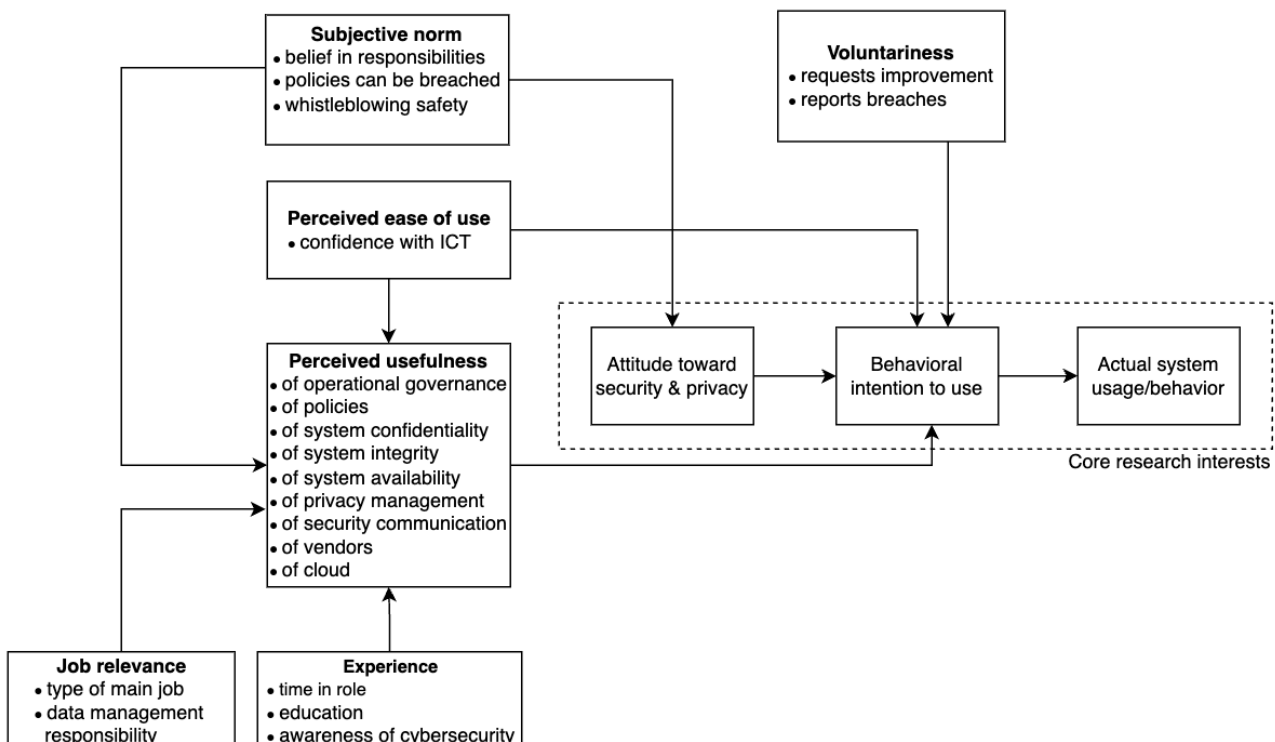 Subjective norm
• belief in responsibilities
• policies can be breached
• whistleblowing safety
Voluntariness
• requests improvement
• reports breaches
Perceived ease of use
• confidence with ICT
Perceived usefulness
• of operational governance
• of policies
• of system confidentiality
• of system integrity
• of system availability
• of privacy management
• of security communication
• of vendors
• of cloud
Attitude toward
security & privacy
Behavioral
intention to use
Actual system
usage/behavior
Core research interests
Job relevance
• type of main job
• data management
responsibility
Experience
• time in role
• education
• awareness of cybersecurity